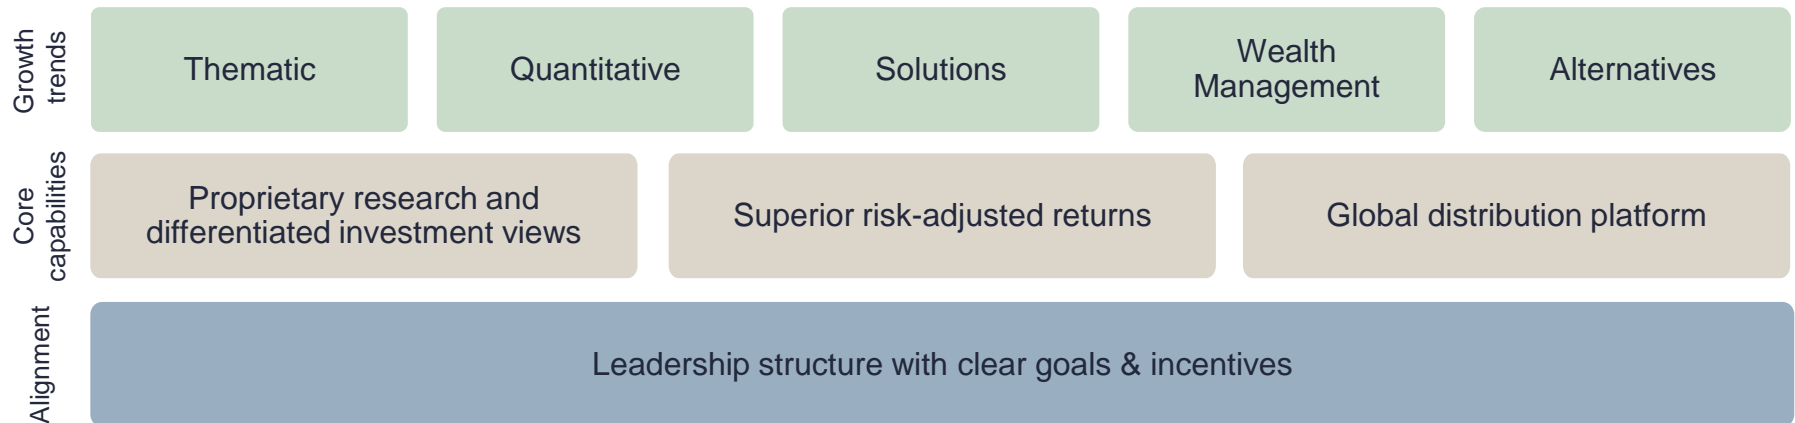 Growth
trends
Thematic
Quantitative
Solutions
Wealth
Management
Alternatives
Core
capabilities
Proprietary research and
differentiated investment views
Superior risk-adjusted returns
Global distribution platform
Alignment
Leadership structure with clear goals & incentives